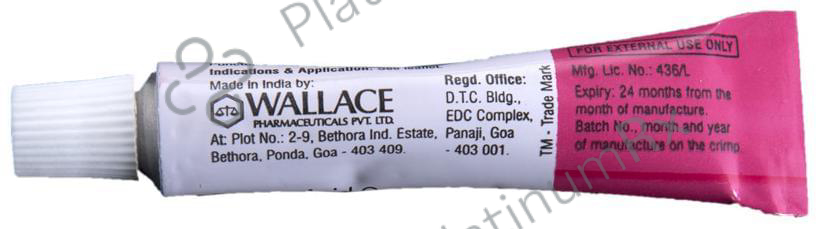 Indications & Application: See leaflet.
Made in India by:
WALLACE
PHARMACEUTICALS PVT. LTD.
At: Plot No.: 2-9, Bethora Ind. Estate,
Bethora, Ponda, Goa - 403 409.
Regd. Office:
D.T.C. Bldg.,
EDC Complex,
Panaji, Goa
- 403 001.
TM - Trade Mark
FOR EXTERNAL USE ONLY
Mfg. Lic. No.: 436/L
Expiry: 24 months from the
month of manufacture.
Batch No., month and year
of manufacture on the crimp